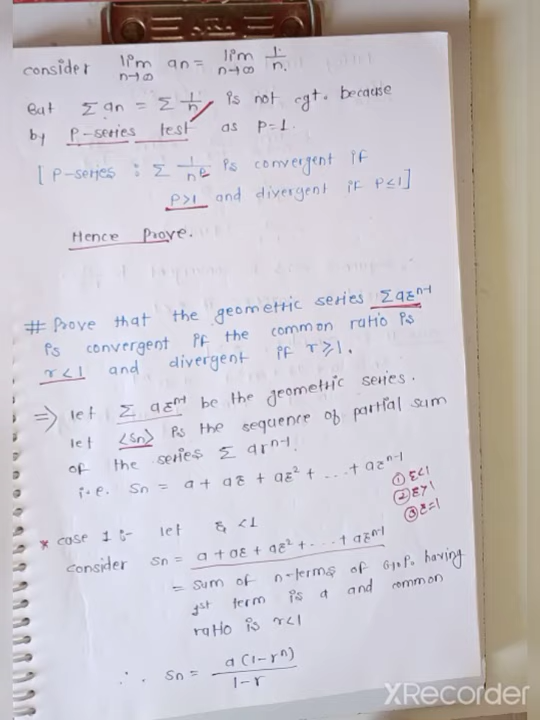 consider lim n→∞ an = lim n→∞ 1/n.
But Σ an = Σ 1/n is not cgt. because
by P-series test as P=1.
[ P-series : Σ 1/n^p is convergent if
P>1 and divergent if P≤1]
Hence Prove.
# Prove that the geometric series Σar^n-1
is convergent if the common ratio is
r<1 and divergent if r≥1.
⇒ let Σ ar^n-1 be the geometric series.
let <sn> is the sequence of partial sum
of the series Σ ar^n-1.
i.e. sn = a + ar + ar² + ... + ar^n-1
① r<1
② r>1
③ r=1
* case 1 :- let r <1
consider sn = a + ar + ar² + ... + ar^n-1
= sum of n-terms of G.P. having
1st term is a and common
ratio is r<1
∴ sn = a(1-r^n)/1-r
XRecorder